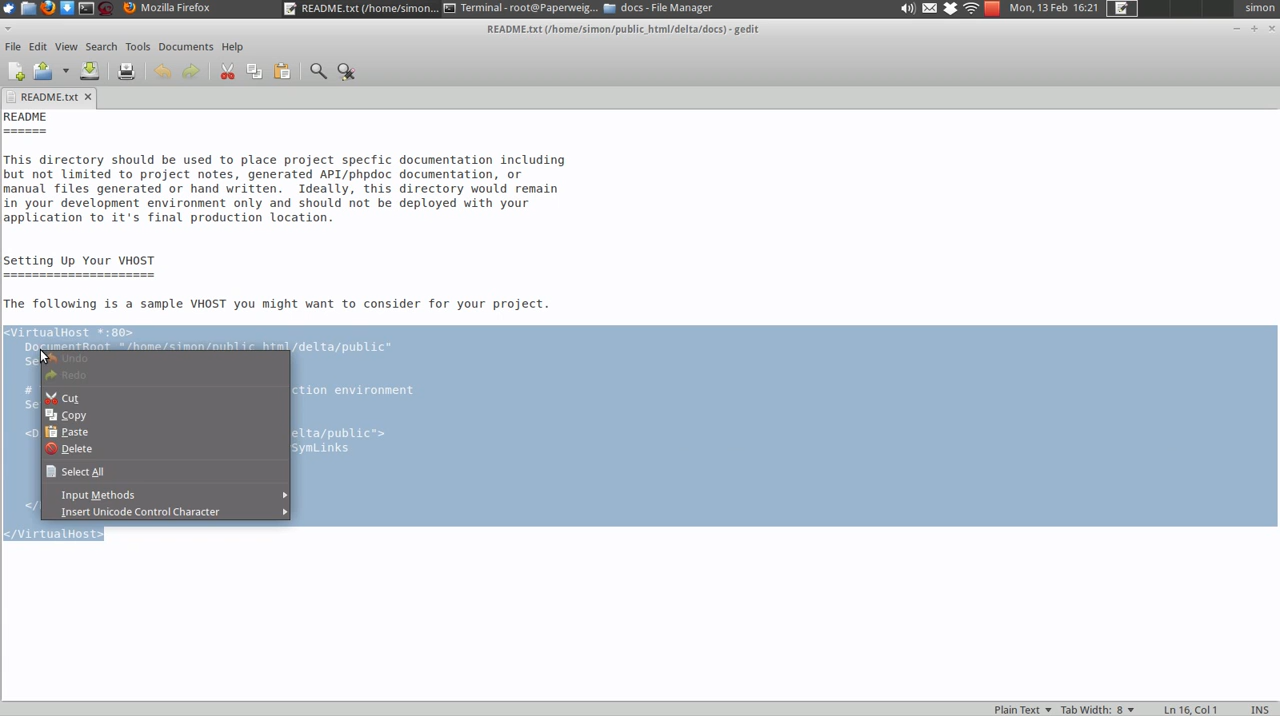 Mozilla Firefox
README.txt (/home/simon...
Terminal - root@Paperweig...
docs - File Manager
Mon, 13 Feb 16:21
simon
README.txt (/home/simon/public_html/delta/docs) - gedit
File Edit View Search Tools Documents Help
README.txt
README
======
This directory should be used to place project specfic documentation including
but not limited to project notes, generated API/phpdoc documentation, or
manual files generated or hand written.  Ideally, this directory would remain
in your development environment only and should not be deployed with your
application to it's final production location.
Setting Up Your VHOST
=====================
The following is a sample VHOST you might want to consider for your project.
<VirtualHost *:80>
DocumentRoot "/home/simon/public_html/delta/public"
Se
Undo
Redo
# ction environment
Cut
Se
Copy
<D elta/public">
Paste
SymLinks
Delete
Select All
Input Methods
</
Insert Unicode Control Character
</VirtualHost>
Plain Text
Tab Width: 8
Ln 16, Col 1
INS